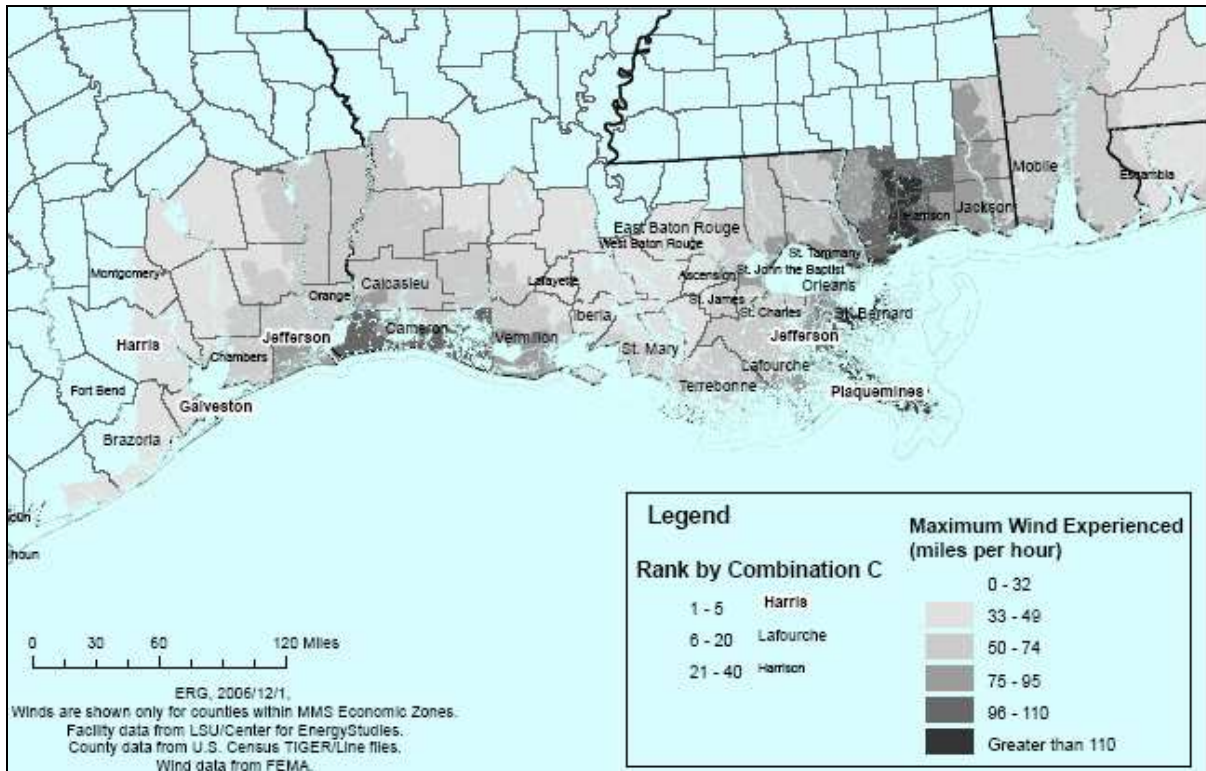 Mobile
Escambia
Harrison
Jackson
East Baton Rouge
West Baton Rouge
St. Tammany
Montgomery
Orange
Calcasieu
Lafayette
Ascension
St. John the Baptist
Orleans
St. James
Iberia
St. Charles
St. Bernard
Harris
Jefferson
Cameron
Vermilion
Jefferson
Chambers
St. Mary
Lafourche
Fort Bend
Terrebonne
Plaquemines
Galveston
Brazoria
houn
Legend
Rank by Combination C
1 - 5 Harris
6 - 20 Lafourche
21 - 40 Harrison
Maximum Wind Experienced
(miles per hour)
0 - 32
33 - 49
50 - 74
75 - 95
96 - 110
Greater than 110
0 30 60 120 Miles
ERG, 2006/12/1.
Winds are shown only for counties within MMS Economic Zones.
Facility data from LSU/Center for EnergyStudies.
County data from U.S. Census TIGER/Line files.
Wind data from FEMA.